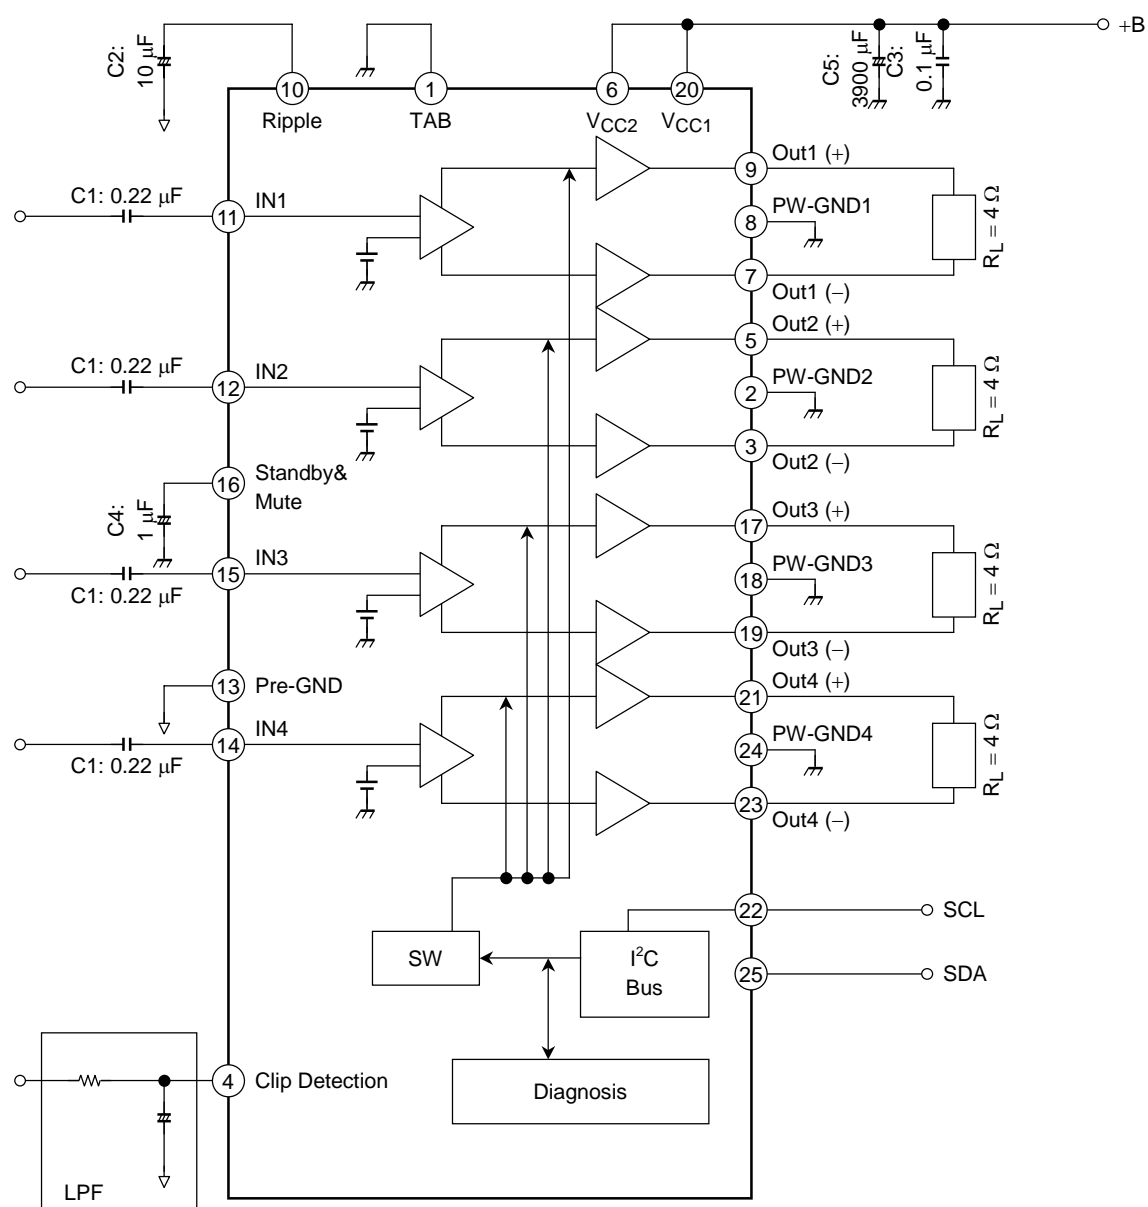 +B
C2:
10 μF
C5:
3900 μF
C3:
0.1 μF
10
1
6
20
Ripple
TAB
VCC2
VCC1
Out1 (+)
9
C1: 0.22 μF
IN1
11
PW-GND1
8
RL = 4 Ω
7
Out1 (−)
Out2 (+)
5
C1: 0.22 μF
IN2
12
PW-GND2
2
RL = 4 Ω
3
Out2 (−)
16
Standby&
Mute
C4:
1 μF
Out3 (+)
17
IN3
15
C1: 0.22 μF
PW-GND3
18
RL = 4 Ω
19
Out3 (−)
13
Pre-GND
Out4 (+)
21
IN4
14
C1: 0.22 μF
PW-GND4
24
RL = 4 Ω
23
Out4 (−)
22
SCL
SW
I2C
Bus
25
SDA
4
Clip Detection
Diagnosis
LPF